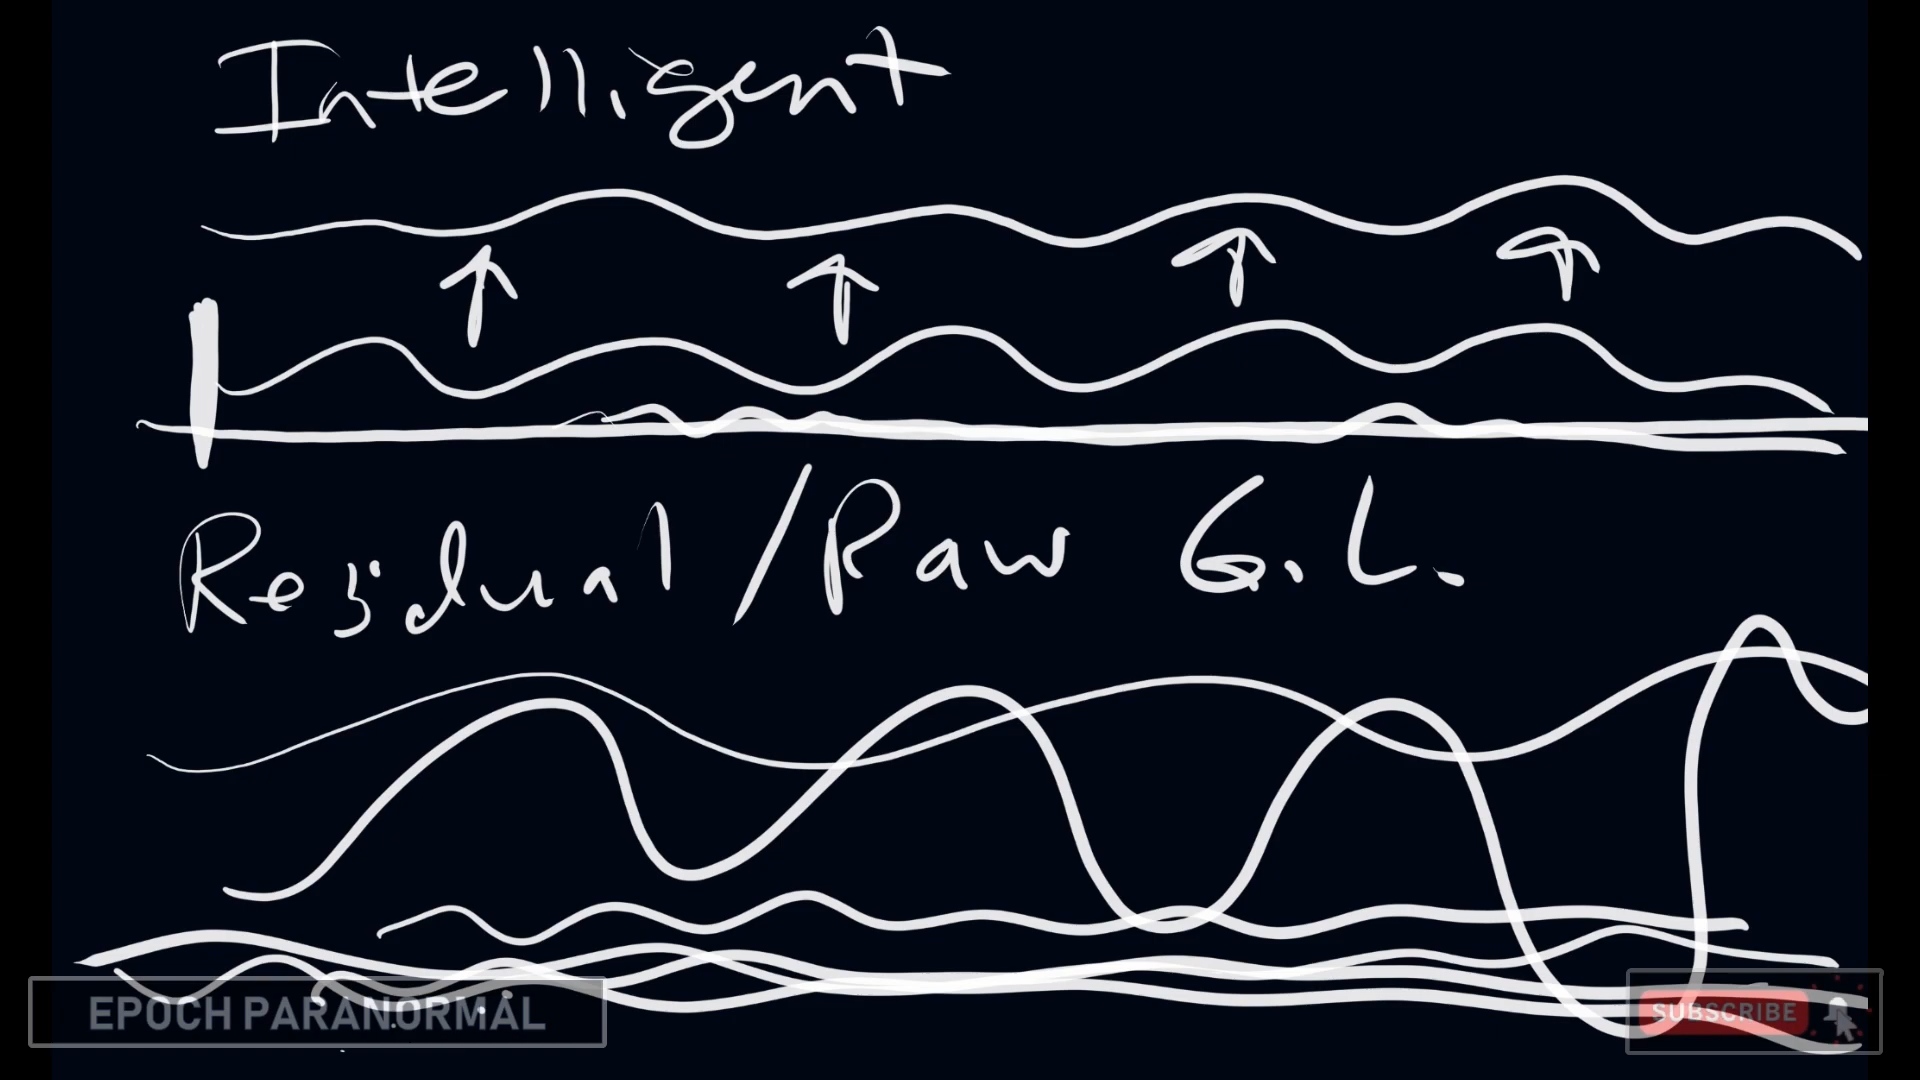 Intelligent
Residual/Raw G.L.
EPOCH PARANORMAL
SUBSCRIBE